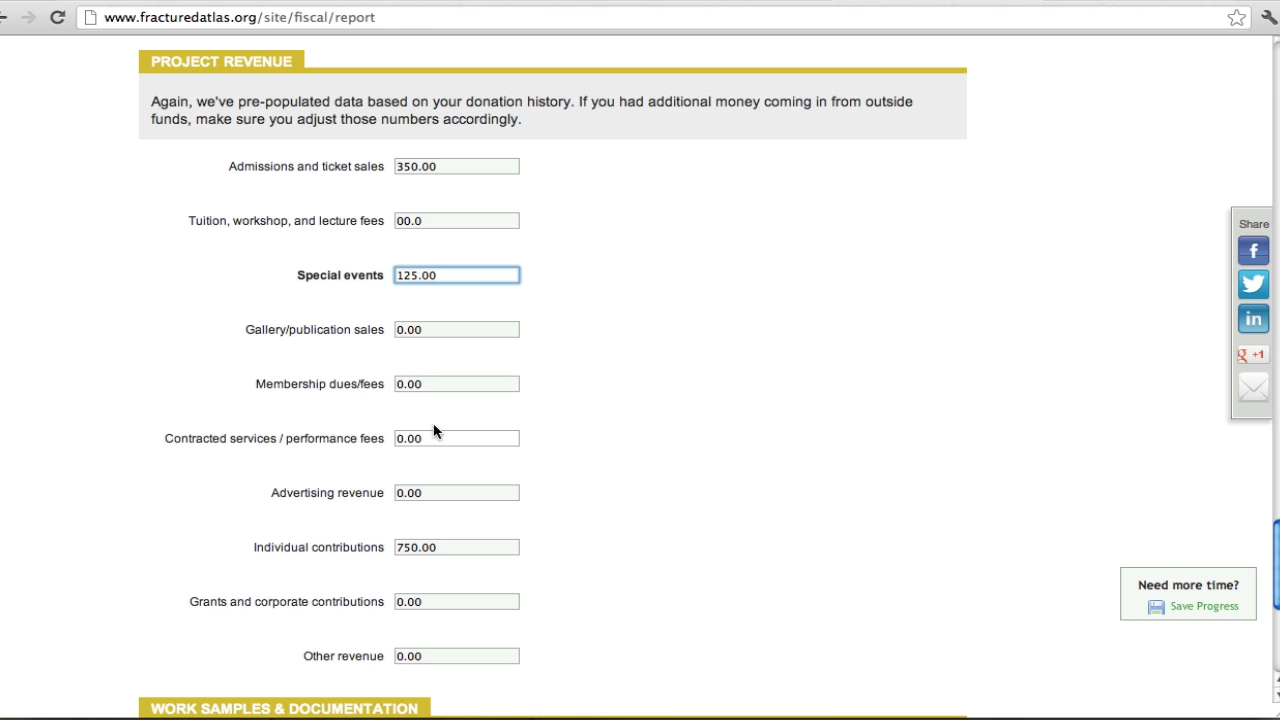 www.fracturedatlas.org/site/fiscal/report
PROJECT REVENUE
Again, we've pre-populated data based on your donation history. If you had additional money coming in from outside
funds, make sure you adjust those numbers accordingly.
Admissions and ticket sales 350.00
Tuition, workshop, and lecture fees 00.0
Special events 125.00
Gallery/publication sales 0.00
Membership dues/fees 0.00
Contracted services / performance fees 0.00
Advertising revenue 0.00
Individual contributions 750.00
Grants and corporate contributions 0.00
Other revenue 0.00
WORK SAMPLES & DOCUMENTATION
Share
f
in
g +1
Need more time?
Save Progress